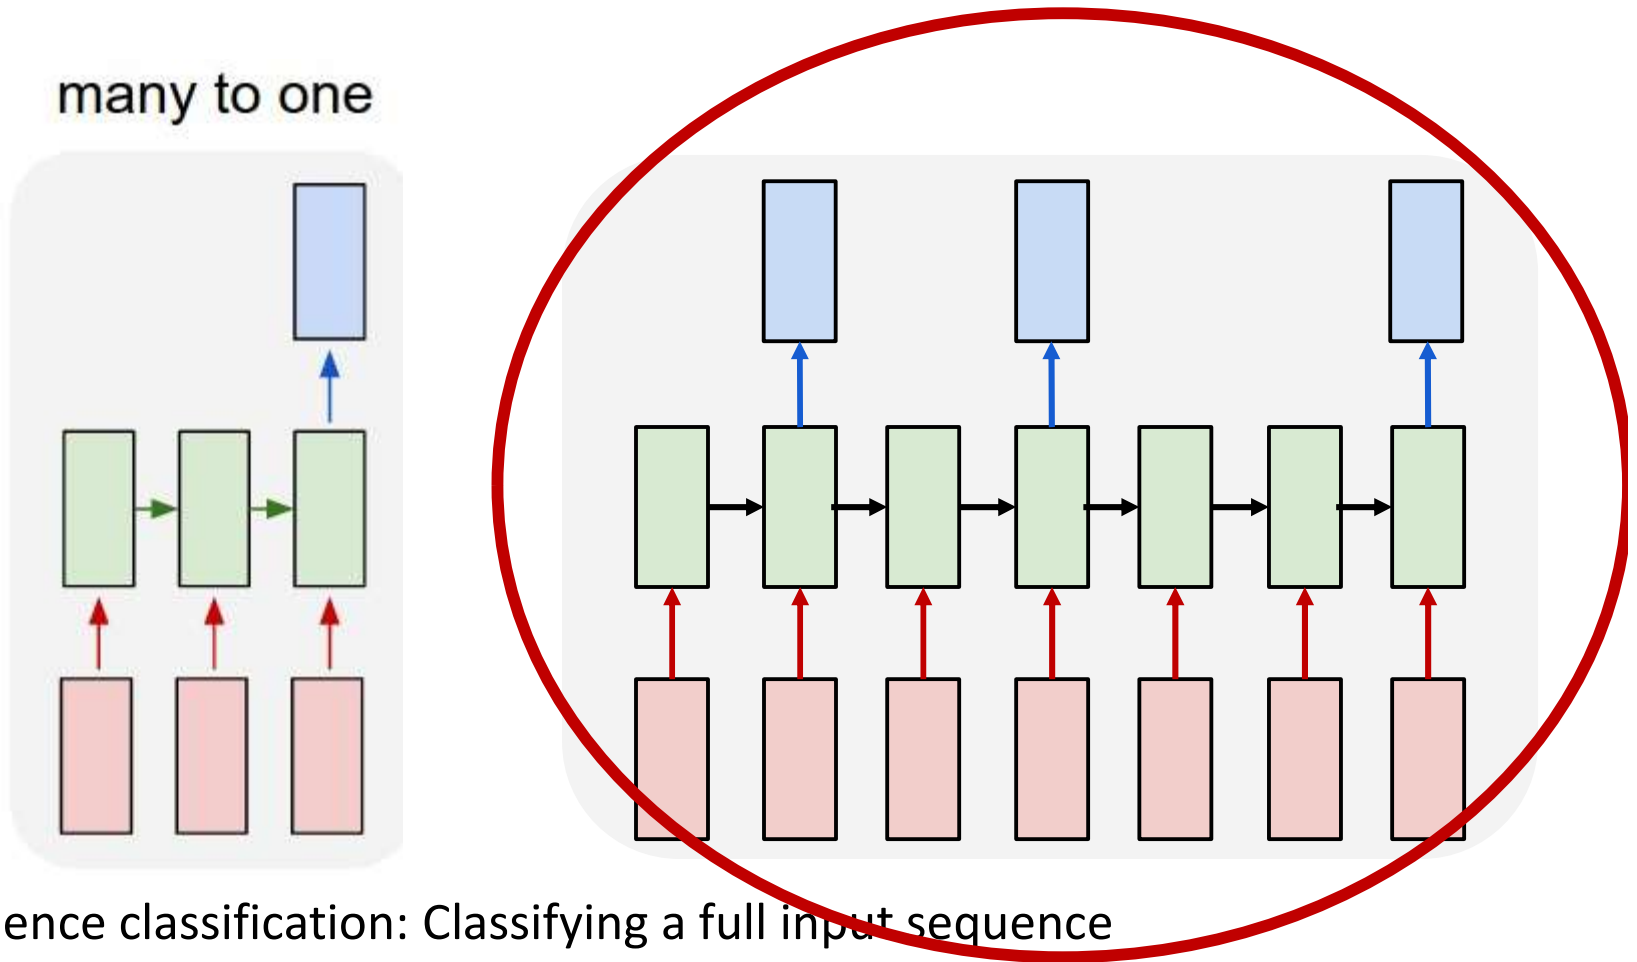 many to one
ence classification: Classifying a full input sequence